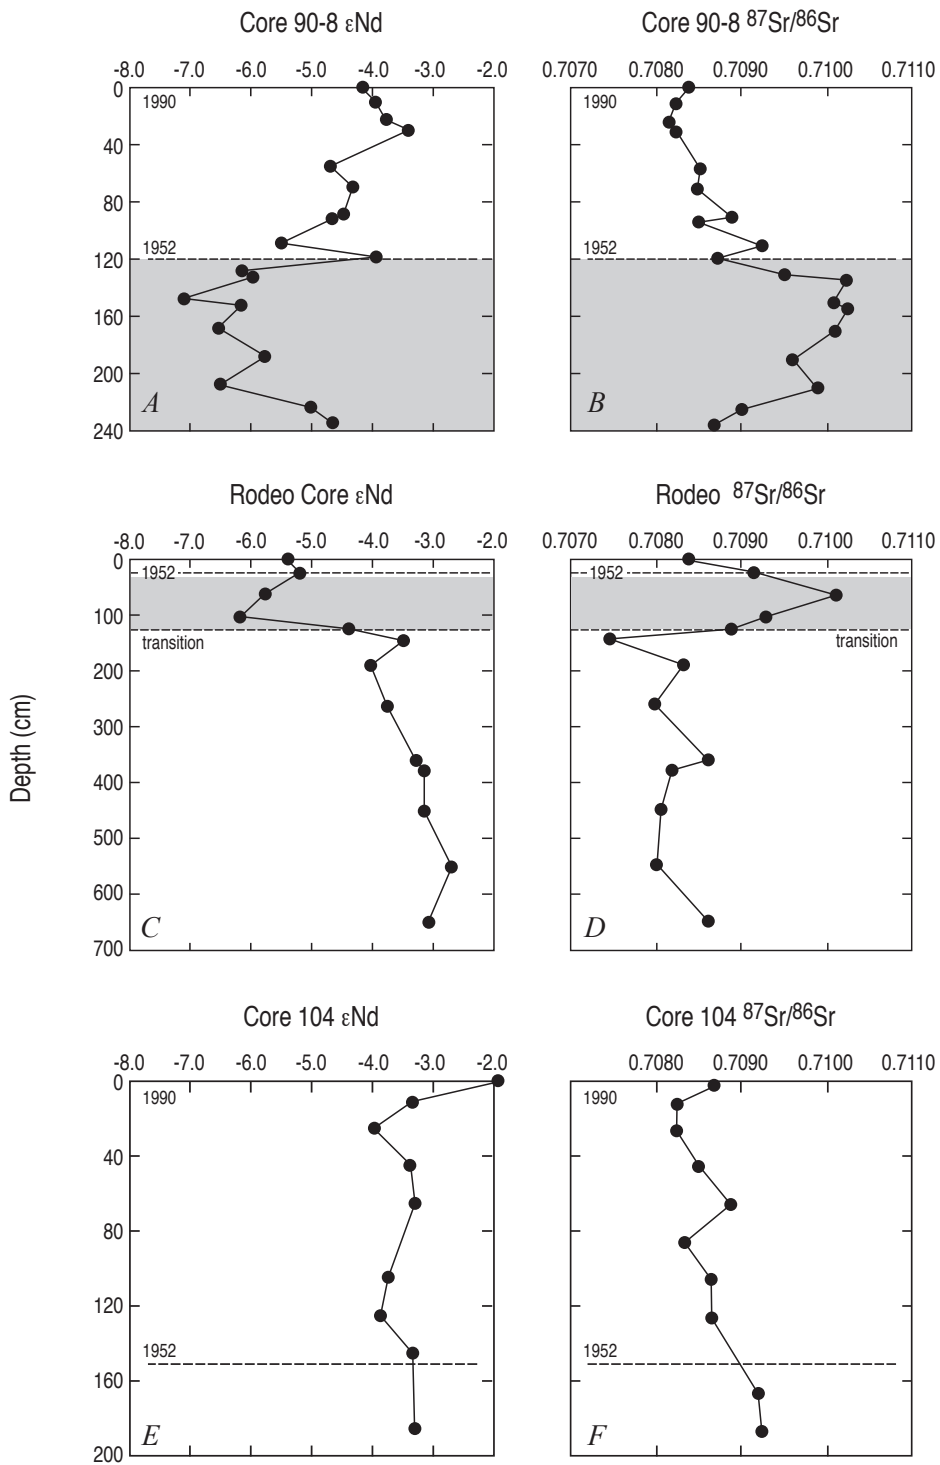 Core 90-8 εNd
Core 90-8 ⁸⁷Sr/⁸⁶Sr
-8.0 -7.0 -6.0 -5.0 -4.0 -3.0 -2.0
0.7070 0.7080 0.7090 0.7100 0.7110
0
1990
1990
40
80
1952
1952
120
160
200
A
B
240
Rodeo Core εNd
Rodeo ⁸⁷Sr/⁸⁶Sr
-8.0 -7.0 -6.0 -5.0 -4.0 -3.0 -2.0
0.7070 0.7080 0.7090 0.7100 0.7110
0
1952
1952
100
transition
transition
200
300
Depth (cm)
400
500
600
C
D
700
Core 104 εNd
Core 104 ⁸⁷Sr/⁸⁶Sr
-8.0 -7.0 -6.0 -5.0 -4.0 -3.0 -2.0
0.7080 0.7090 0.7100 0.7110
0
1990
1990
40
80
120
1952
1952
160
E
F
200